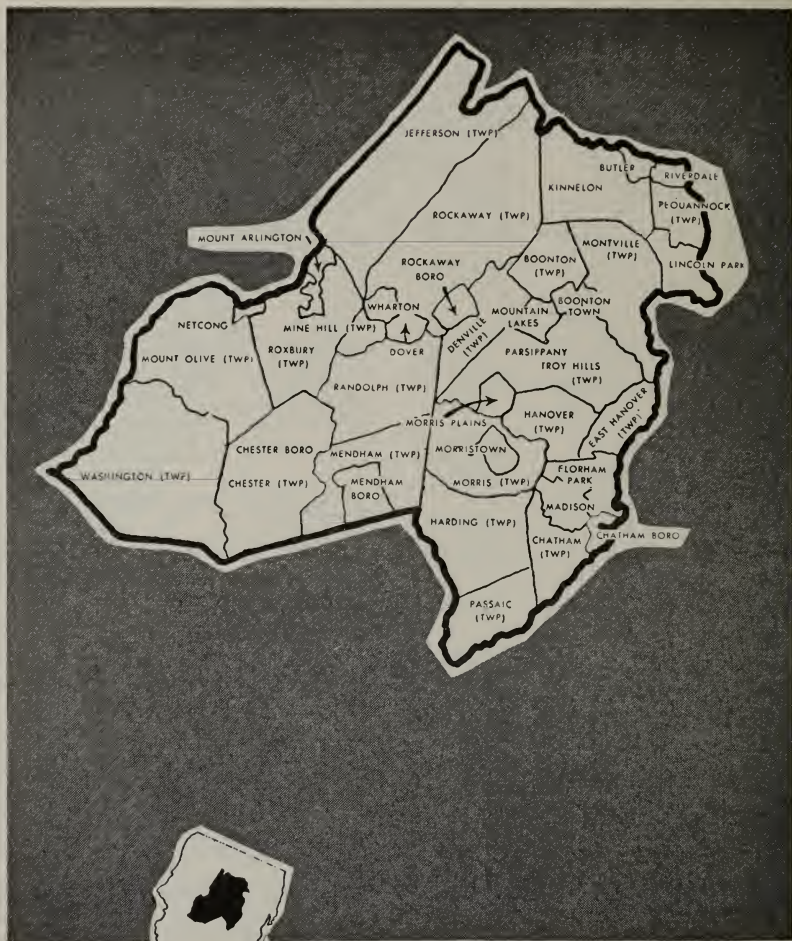 JEFFERSON (TWP)
BUTLER
RIVERDALE
KINNELON
PEQUANNOCK
(TWP)
ROCKAWAY (TWP)
MOUNT ARLINGTON
MONTVILLE
(TWP)
ROCKAWAY
BORO
BOONTON
(TWP)
LINCOLN PARK
WHARTON
BOONTON
TOWN
MOUNTAIN
LAKES
NETCONG
MINE HILL (TWP)
DENVILLE
(TWP)
DOVER
MOUNT OLIVE (TWP)
ROXBURY
(TWP)
PARSIPPANY
TROY HILLS
(TWP)
RANDOLPH (TWP)
HANOVER
(TWP)
EAST HANOVER
(TWP)
MORRIS PLAINS
CHESTER BORO
MENDHAM (TWP)
MORRISTOWN
FLORHAM
PARK
WASHINGTON (TWP)
CHESTER (TWP)
MENDHAM
BORO
MORRIS (TWP)
MADISON
HARDING (TWP)
CHATHAM
(TWP)
CHATHAM BORO
PASSAIC
(TWP)